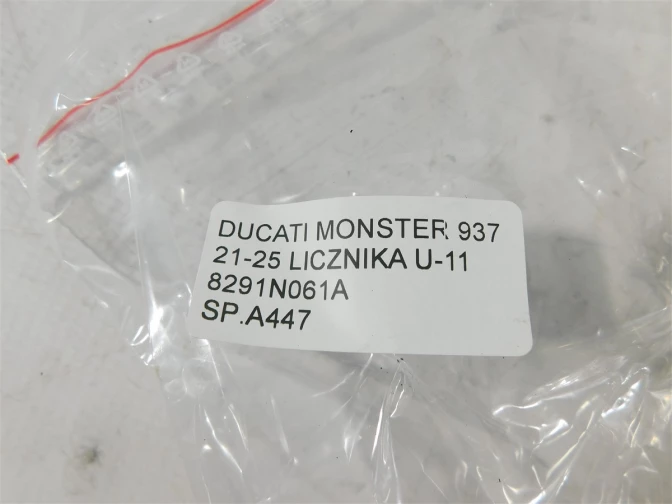 DUCATI MONSTER 937
21-25 LICZNIKA U-11
8291N061A
SP.A447